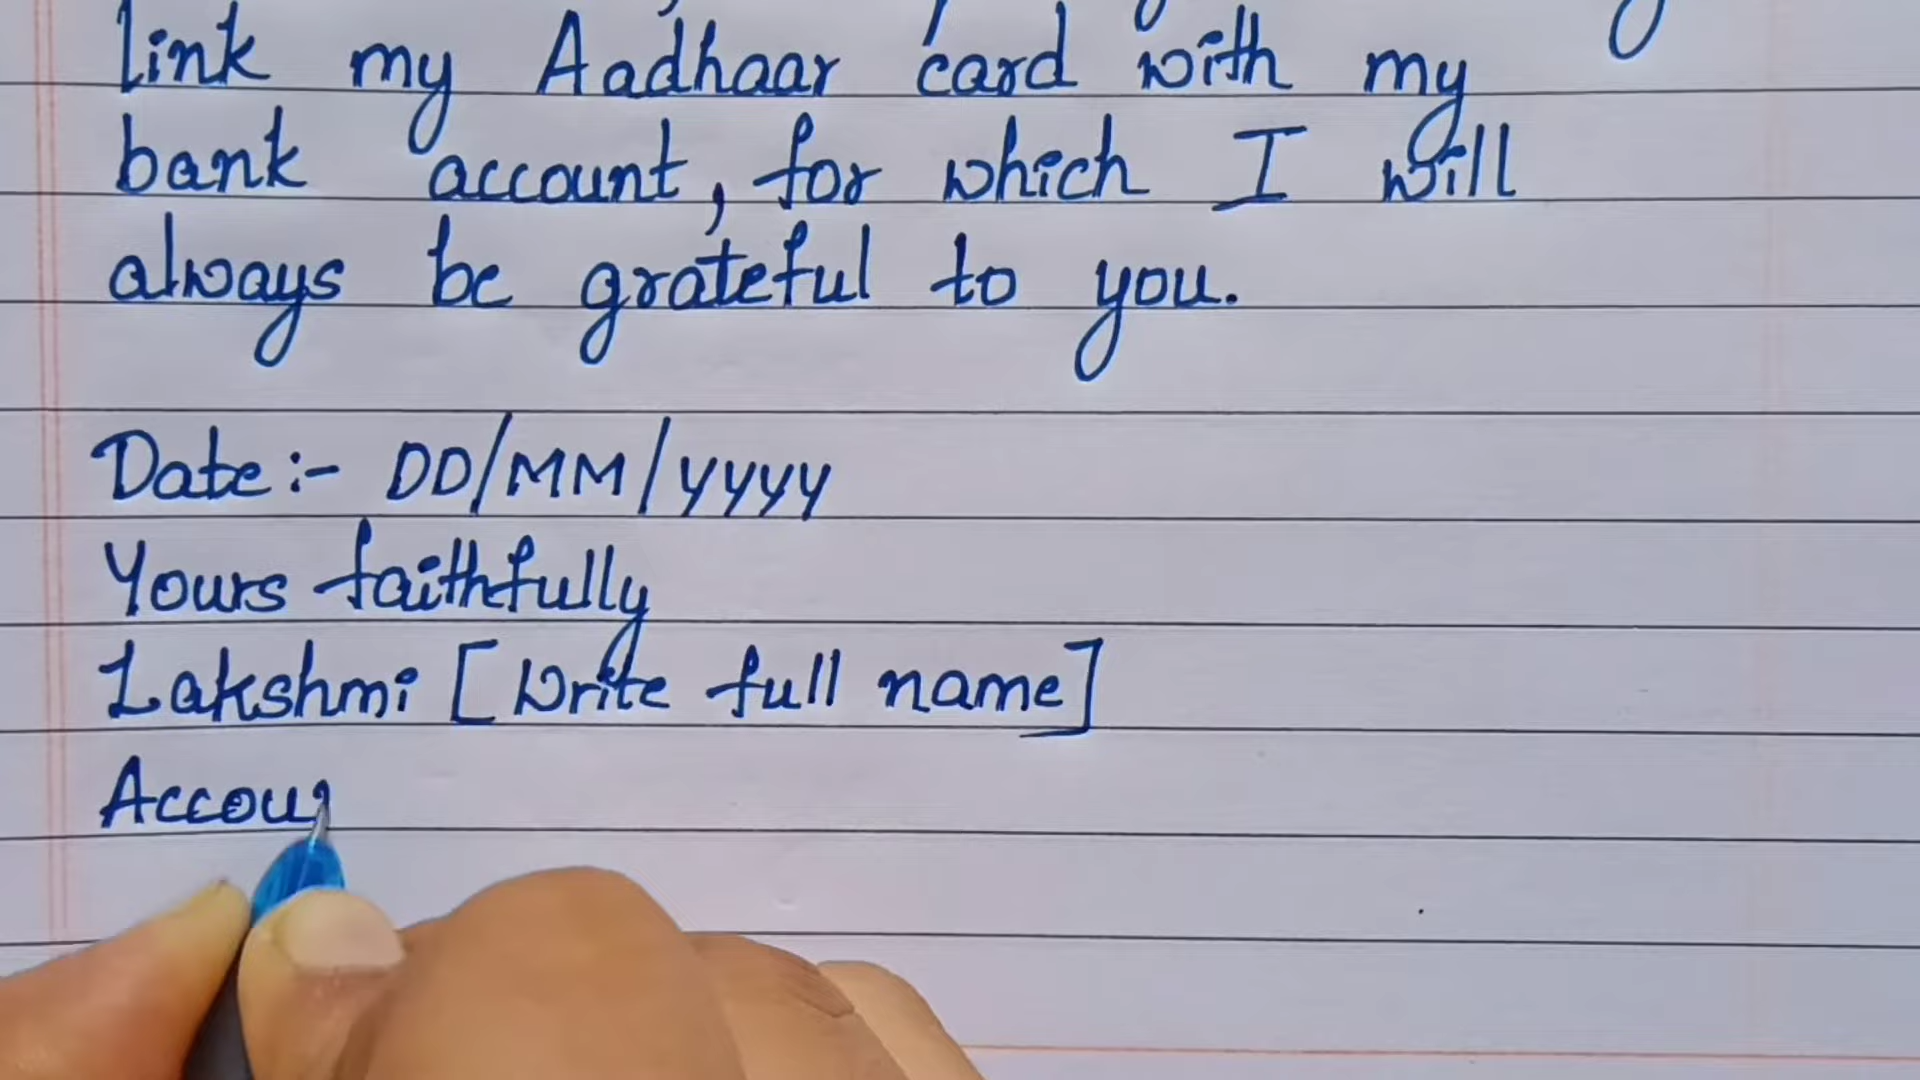 link my Aadhaar card with my
bank account, for which I will
always be grateful to you.
Date:- DD/MM/YYYY
Yours faithfully
Lakshmi [Write full name]
Accoun